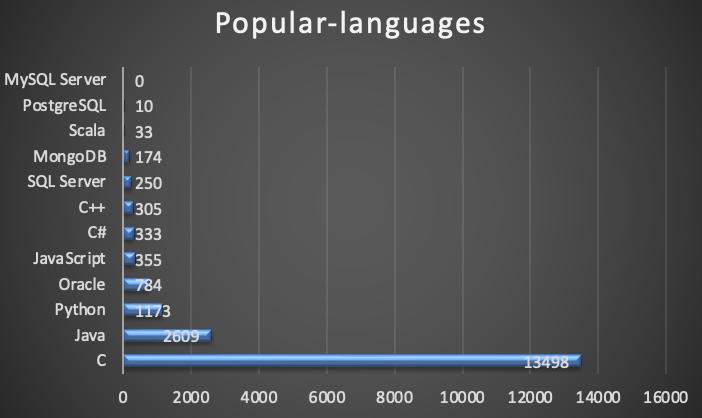 Popular-languages
MySQL Server 0
PostgreSQL 10
Scala 33
MongoDB 174
SQL Server 250
C++ 305
C# 333
JavaScript 355
Oracle 784
Python 1173
Java 2609
C 13498
0 2000 4000 6000 8000 10000 12000 14000 16000